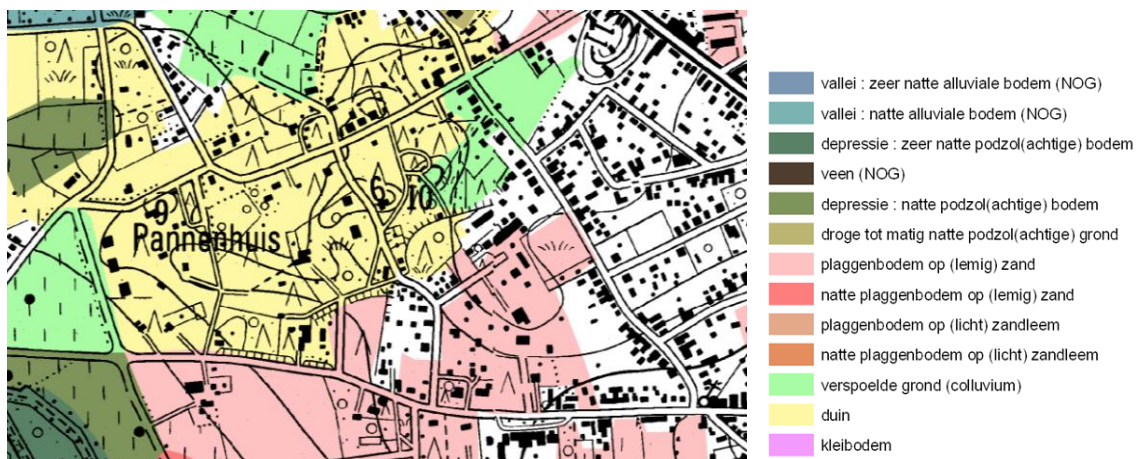 9
6
10
Pannenhuis
vallei : zeer natte alluviale bodem (NOG)
vallei : natte alluviale bodem (NOG)
depressie : zeer natte podzol(achtige) bodem
veen (NOG)
depressie : natte podzol(achtige) bodem
droge tot matig natte podzol(achtige) grond
plaggenbodem op (lemig) zand
natte plaggenbodem op (lemig) zand
plaggenbodem op (licht) zandleem
natte plaggenbodem op (licht) zandleem
verspoelde grond (colluvium)
duin
kleibodem